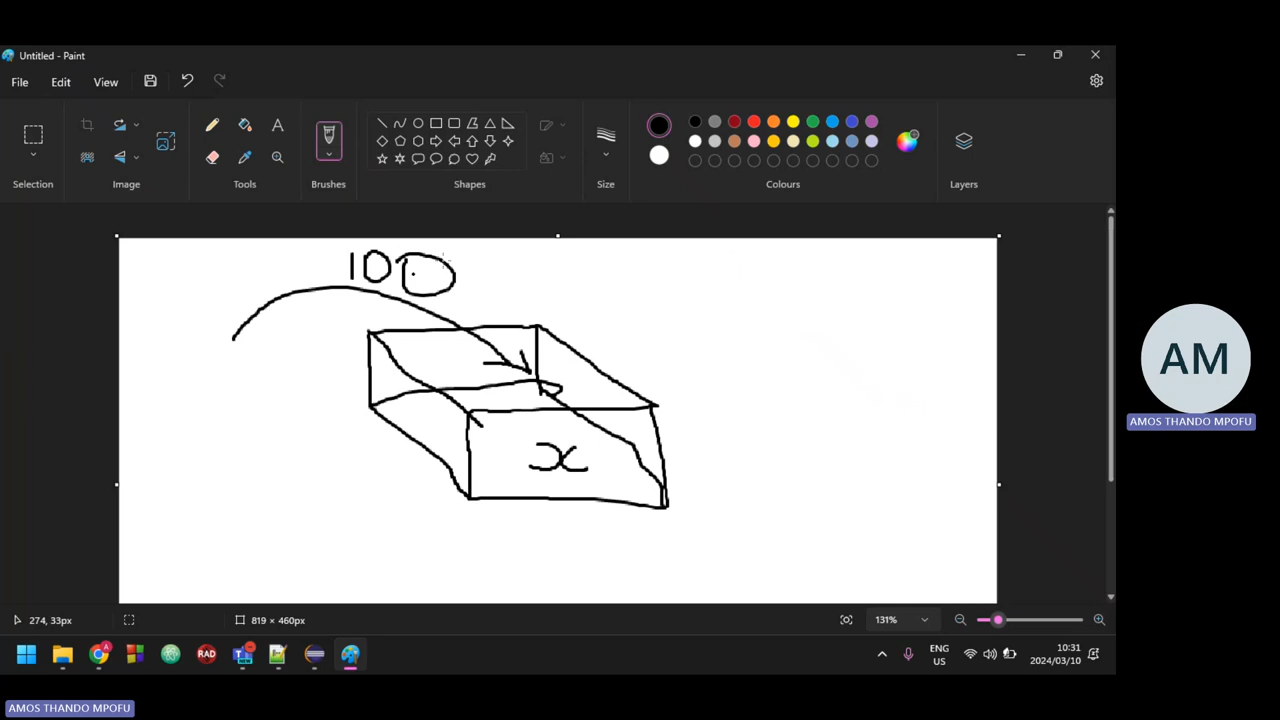 Untitled - Paint
File Edit View
Selection Image Tools Brushes Shapes Size Colours Layers
100
x
AM
AMOS THANDO MPOFU
274, 33px 819 × 460px 131%
RAD
ENG
US
10:31
2024/03/10
AMOS THANDO MPOFU